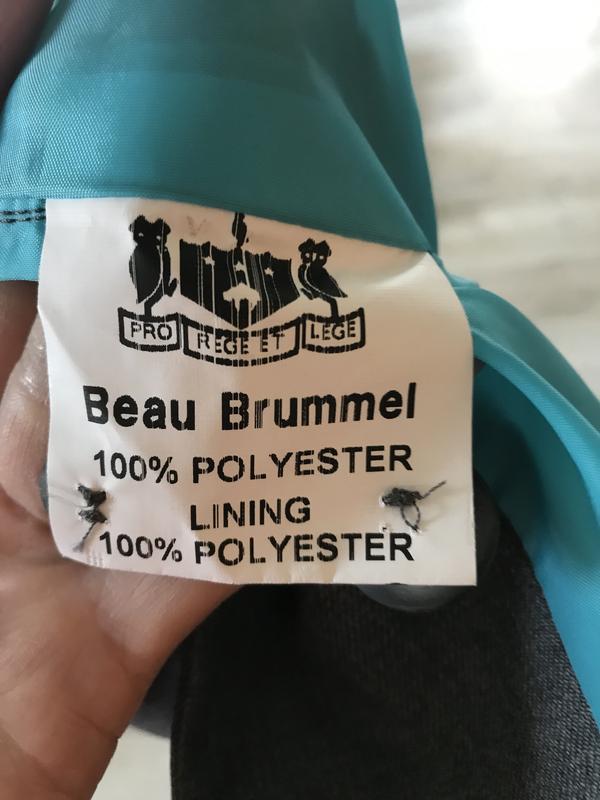 PRO REGE ET LEGE
Beau Brummel
100% POLYESTER
LINING
100% POLYESTER